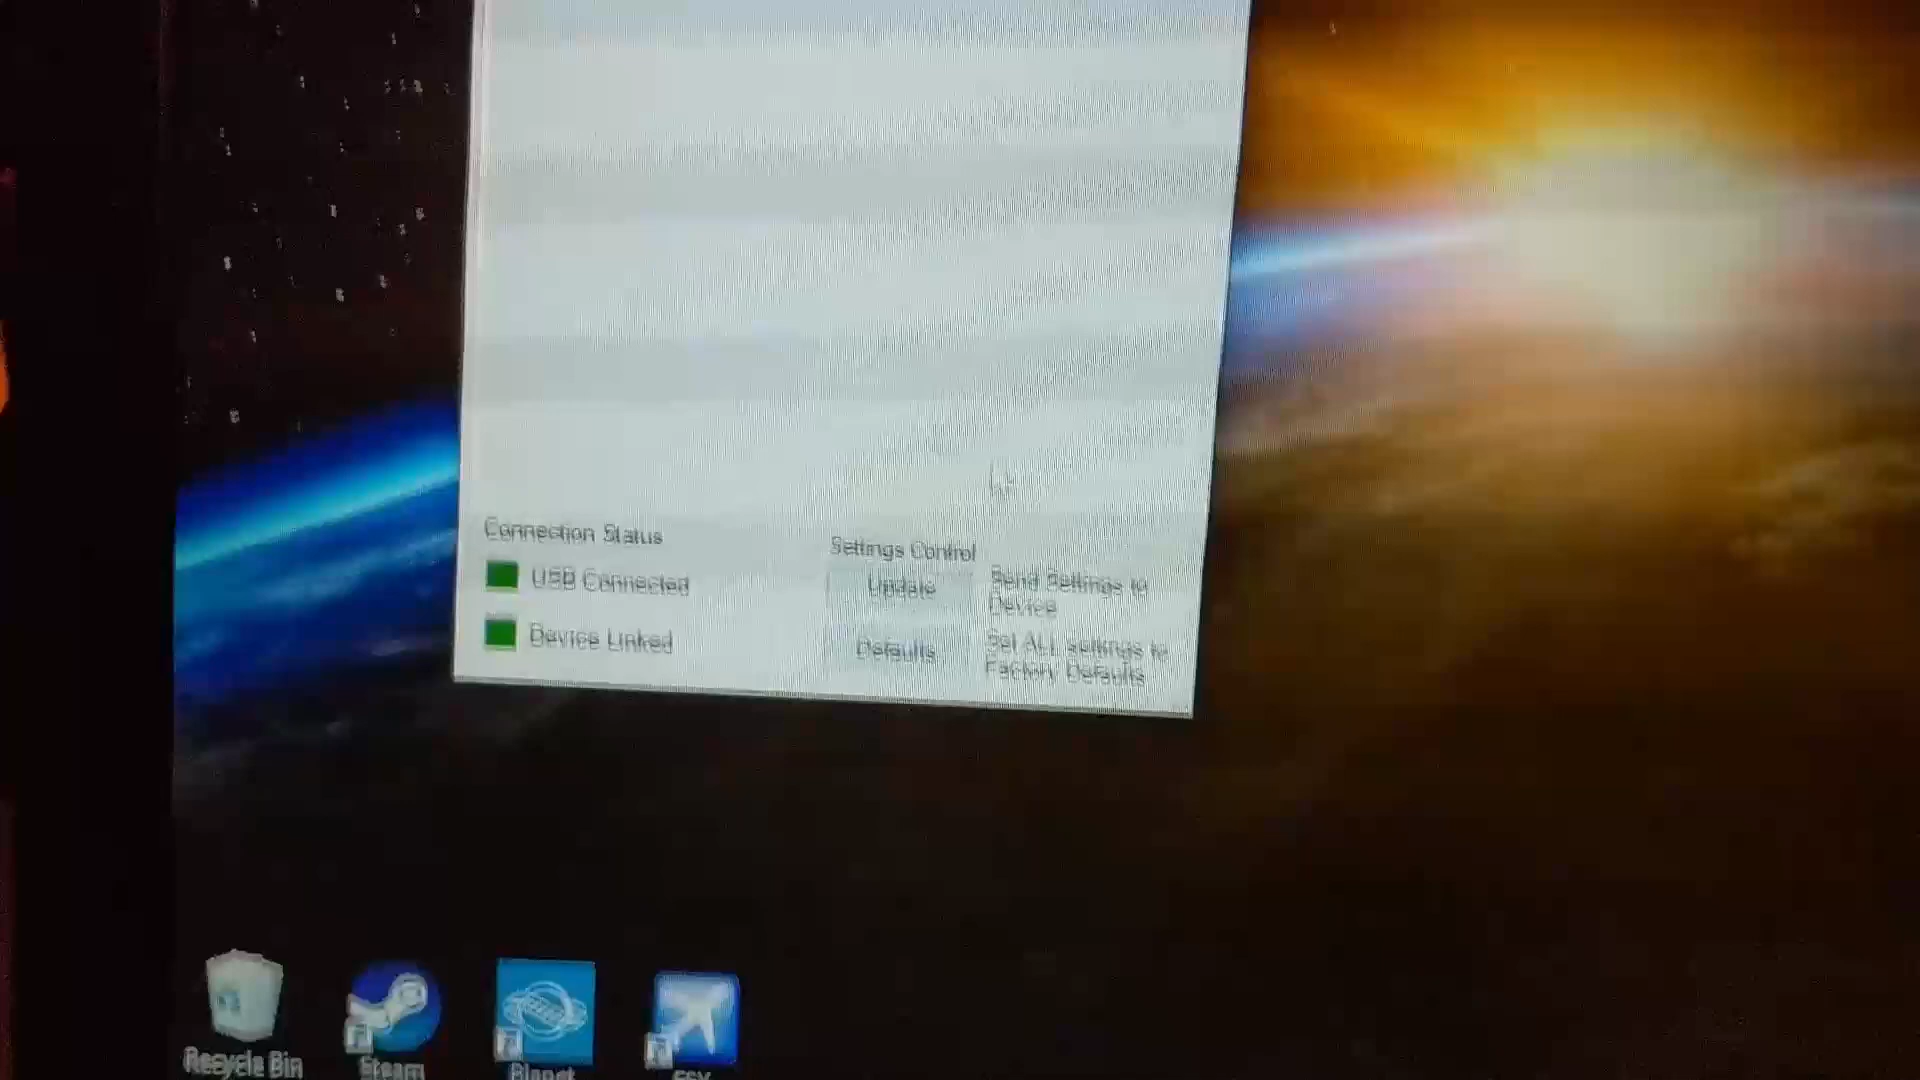 Connection Status
USB Connected
Device Linked
Settings Control
Update
Send Settings to
Device
Defaults
Set ALL settings to
Factory Defaults
Recycle Bin
Steam
Planet